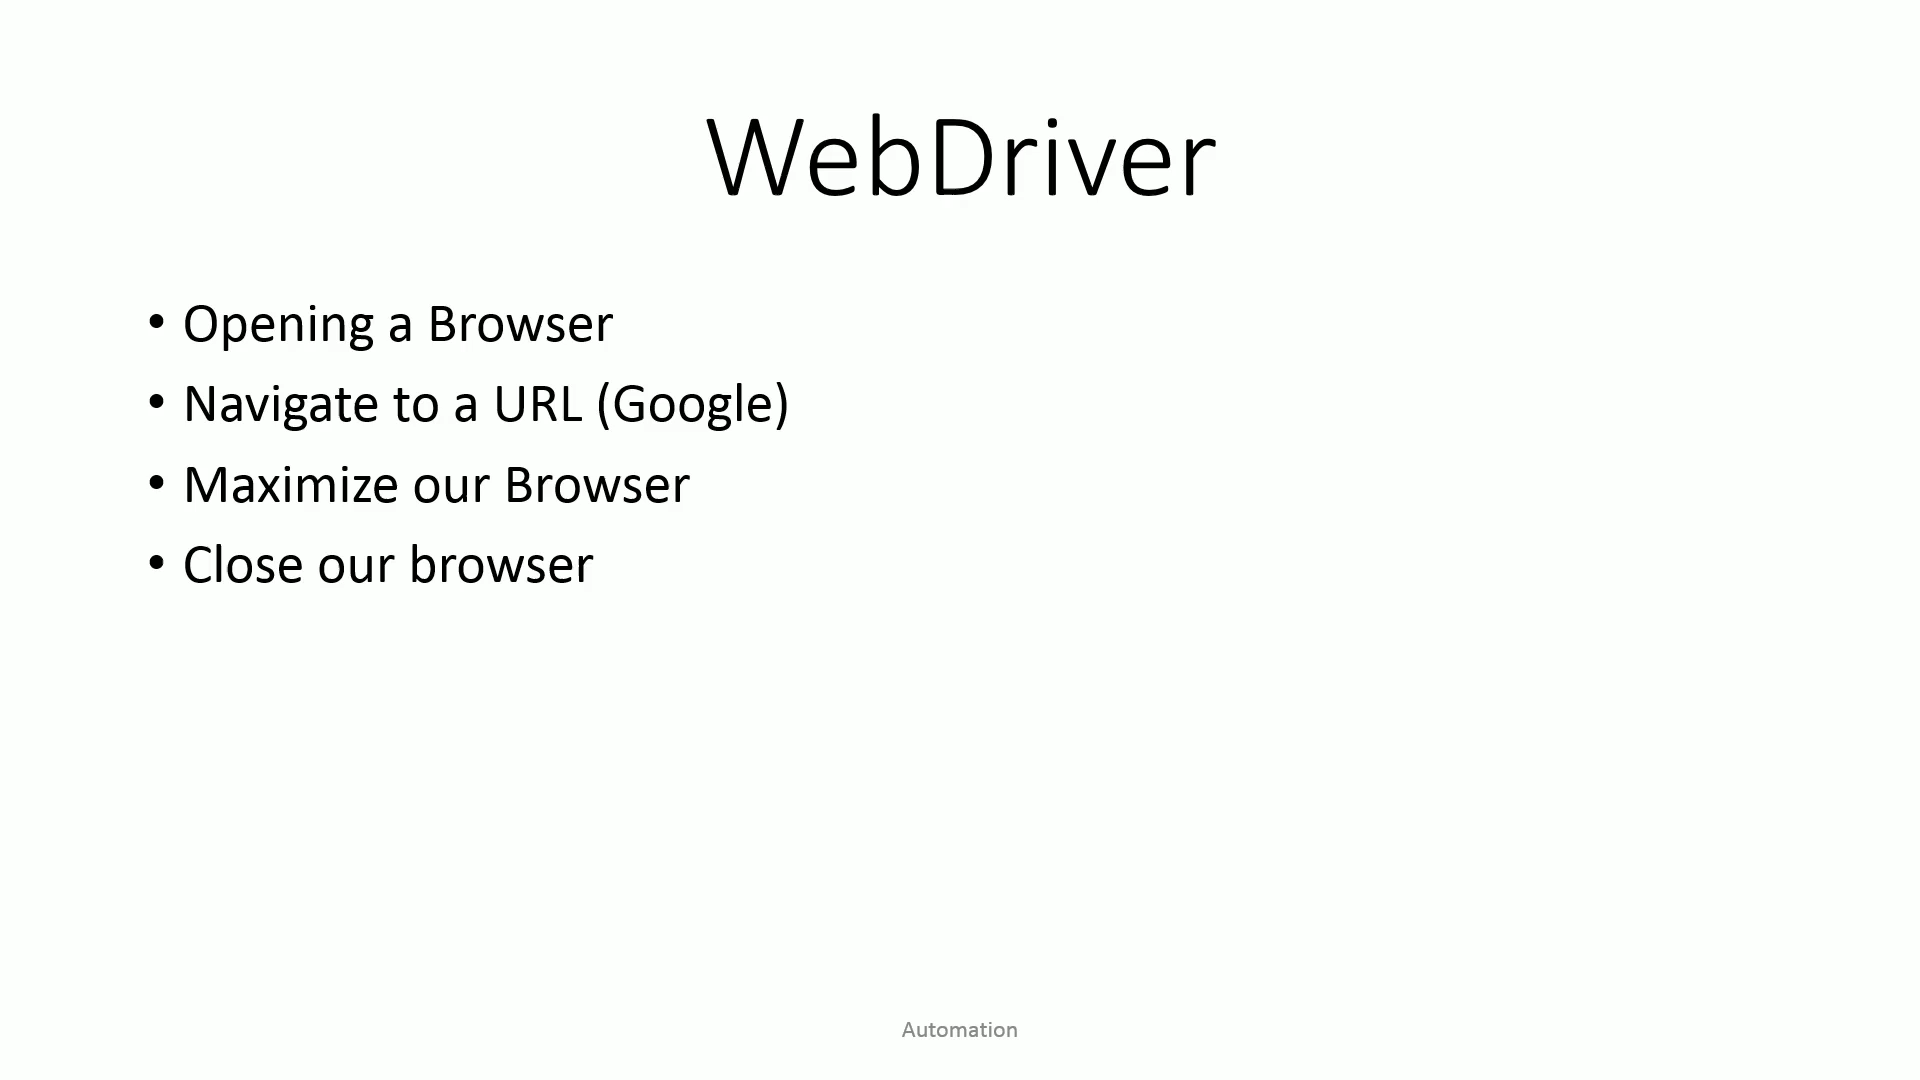 WebDriver
• Opening a Browser
• Navigate to a URL (Google)
• Maximize our Browser
• Close our browser
Automation